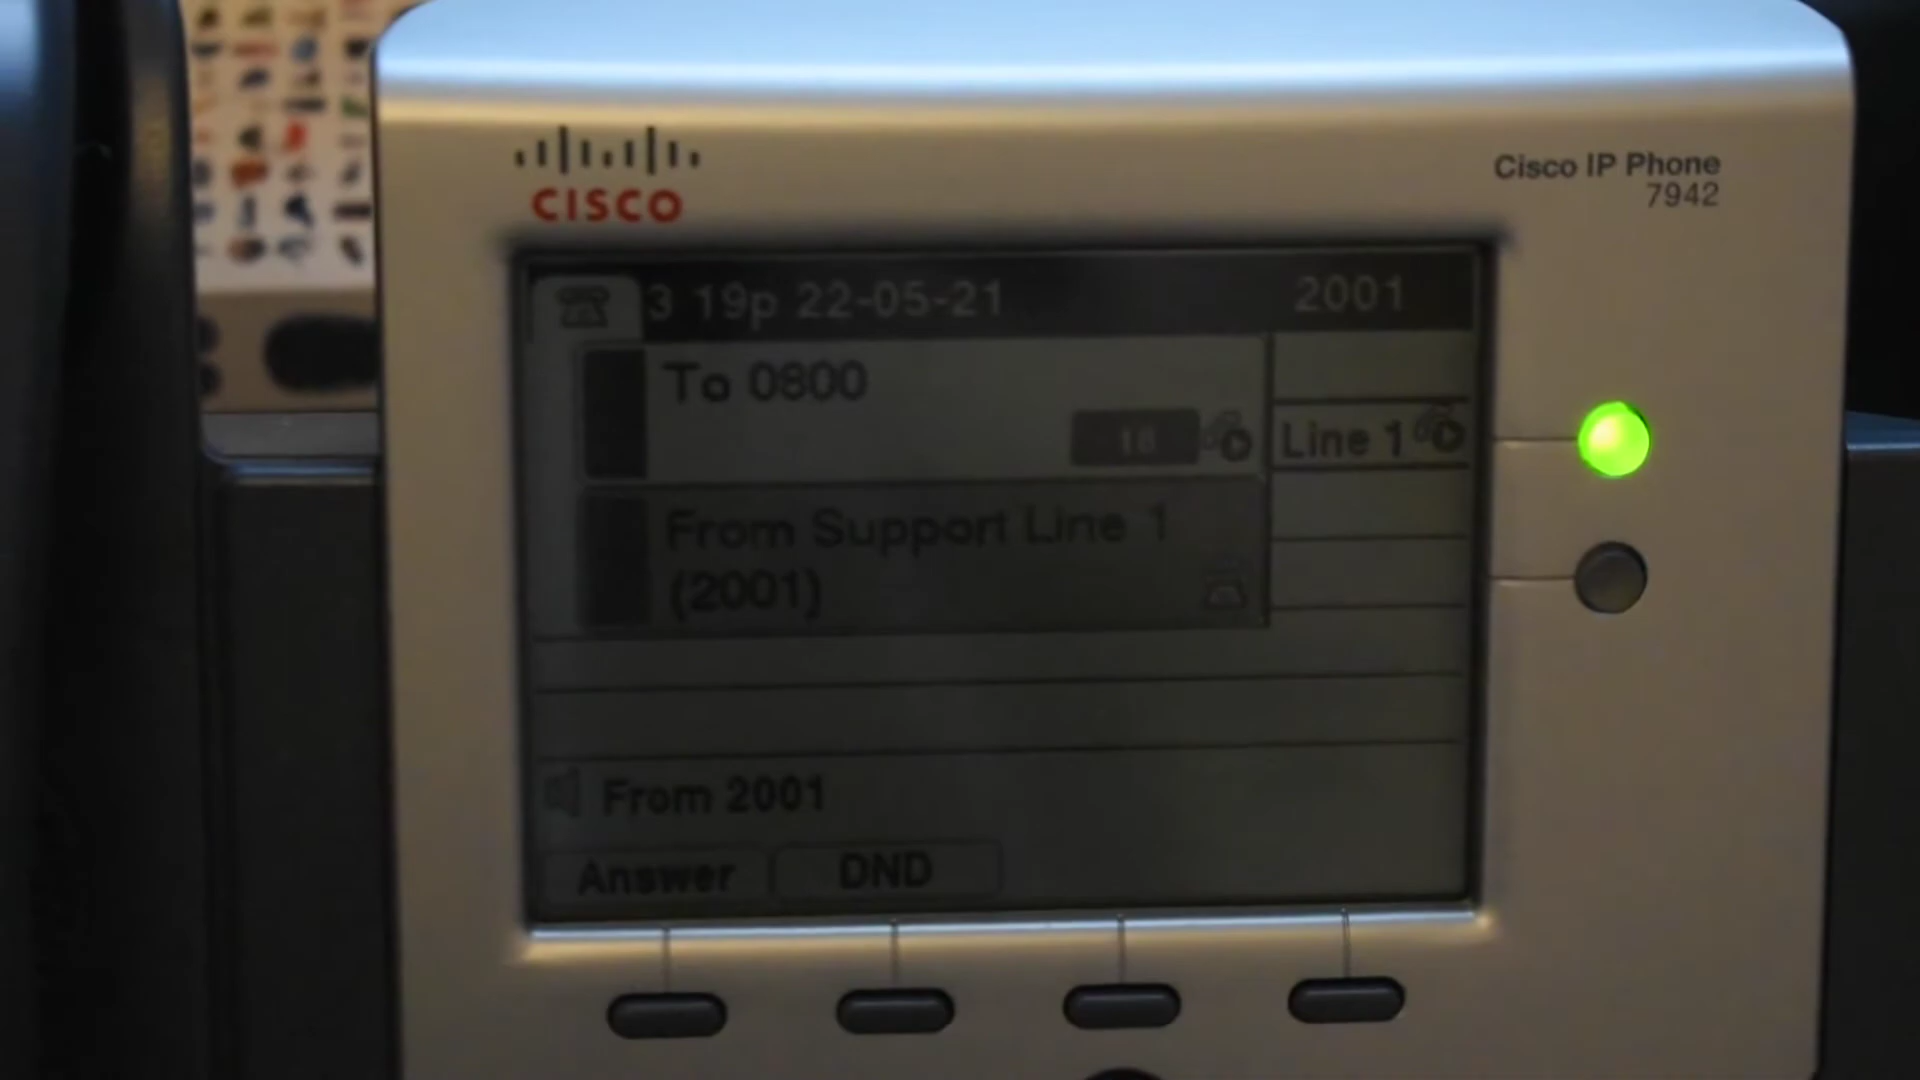 CISCO
Cisco IP Phone
7942
3 19p 22-05-21 2001
To 0800
18
Line 1
From Support Line 1
(2001)
From 2001
Answer DND